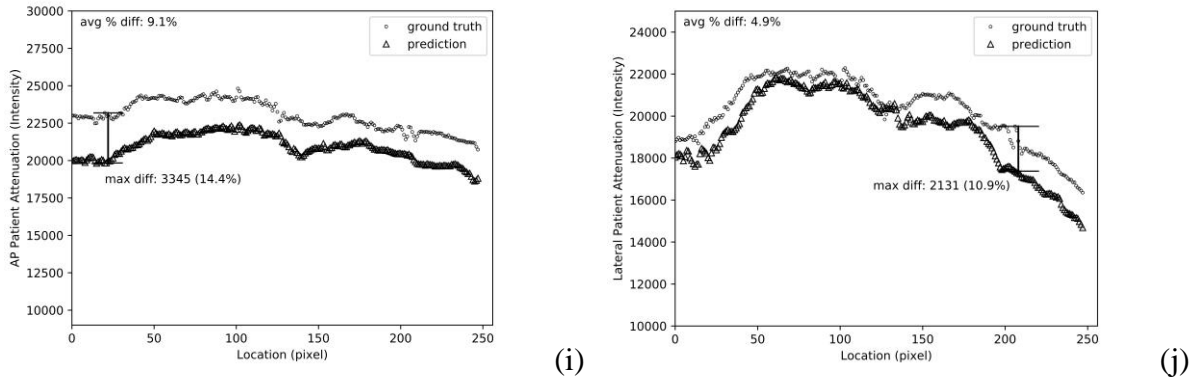 avg % diff: 9.1%
ground truth
prediction
max diff: 3345 (14.4%)
30000
27500
25000
22500
20000
17500
15000
12500
10000
AP Patient Attenuation (Intensity)
0 50 100 150 200 250
Location (pixel)
(i)
avg % diff: 4.9%
ground truth
prediction
max diff: 2131 (10.9%)
24000
22000
20000
18000
16000
14000
12000
10000
Lateral Patient Attenuation (Intensity)
0 50 100 150 200 250
Location (pixel)
(j)